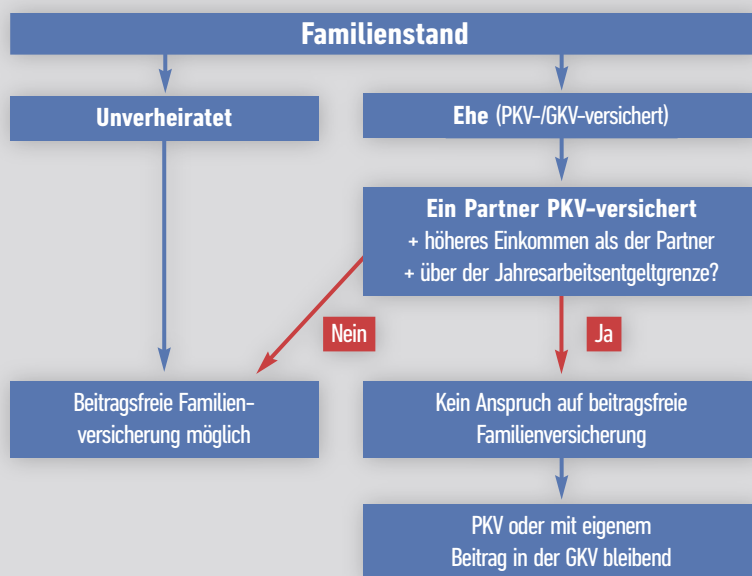 Familienstand
Unverheiratet
Ehe (PKV-/GKV-versichert)
Ein Partner PKV-versichert
+ höheres Einkommen als der Partner
+ über der Jahresarbeitsentgeltgrenze?
Nein
Ja
Beitragsfreie Familien-
versicherung möglich
Kein Anspruch auf beitragsfreie
Familienversicherung
PKV oder mit eigenem
Beitrag in der GKV bleibend